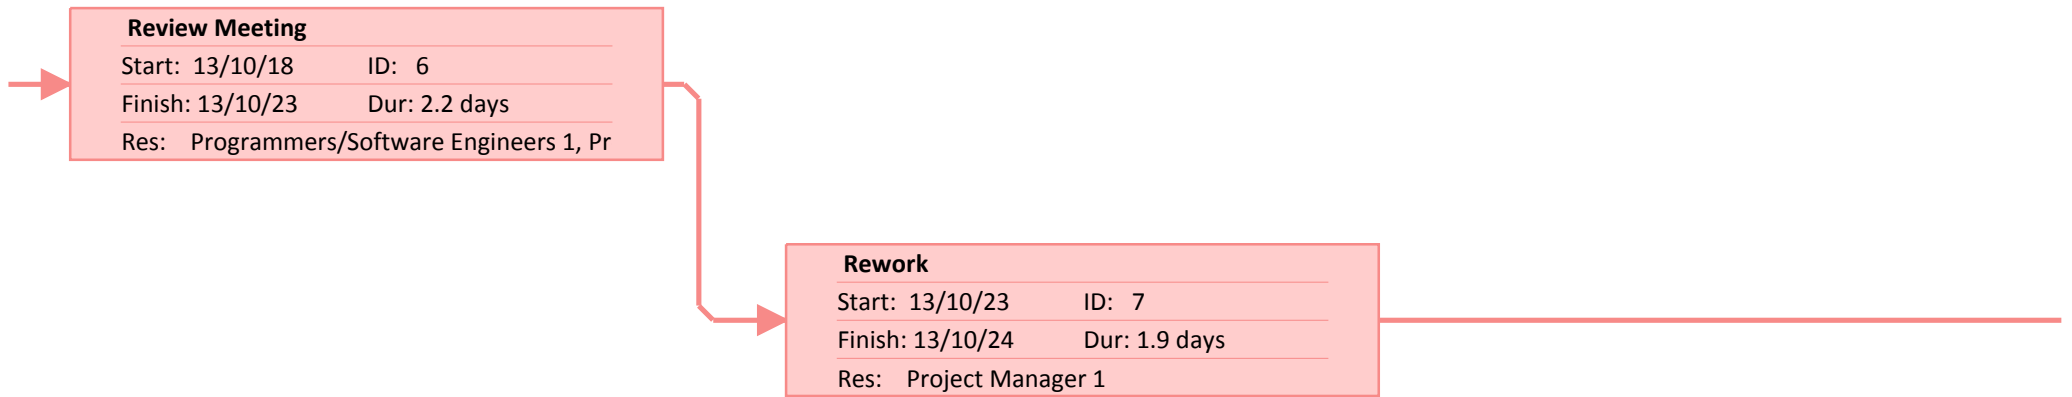 Review Meeting
Start: 13/10/18 ID: 6
Finish: 13/10/23 Dur: 2.2 days
Res: Programmers/Software Engineers 1, Pr
Rework
Start: 13/10/23 ID: 7
Finish: 13/10/24 Dur: 1.9 days
Res: Project Manager 1